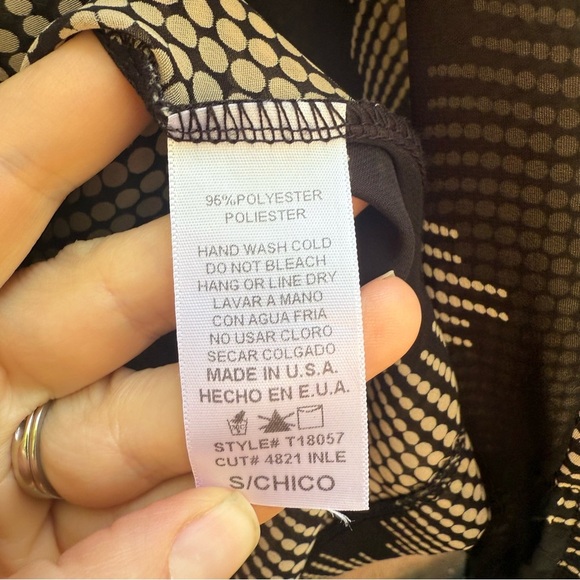 95%POLYESTER
POLIESTER
HAND WASH COLD
DO NOT BLEACH
HANG OR LINE DRY
LAVAR A MANO
CON AGUA FRIA
NO USAR CLORO
SECAR COLGADO
MADE IN U.S.A.
HECHO EN E.U.A.
STYLE# T18057
CUT# 4821 INLE
S/CHICO